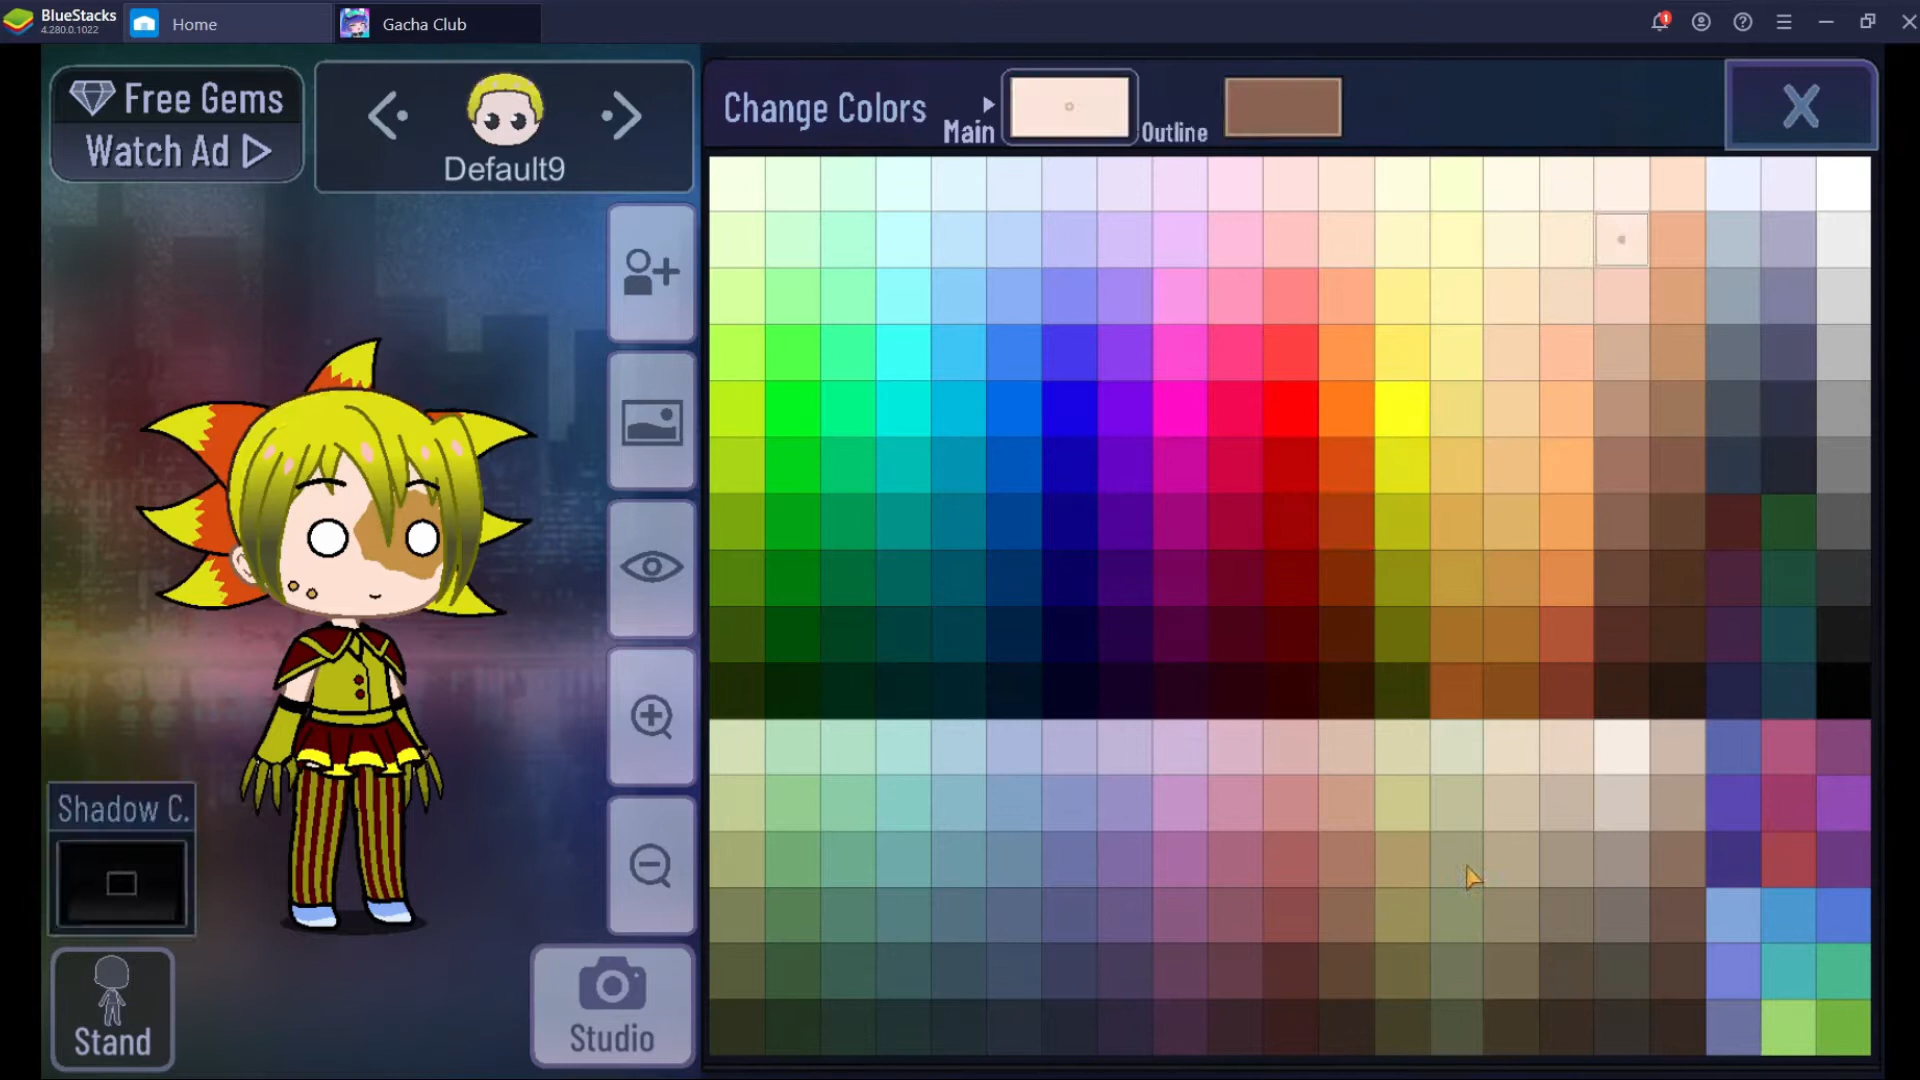 BlueStacks
4.280.0.1022
Home
Gacha Club
1
Free Gems
Watch Ad
Default9
Change Colors
Main
Outline
X
Shadow C.
Stand
Studio